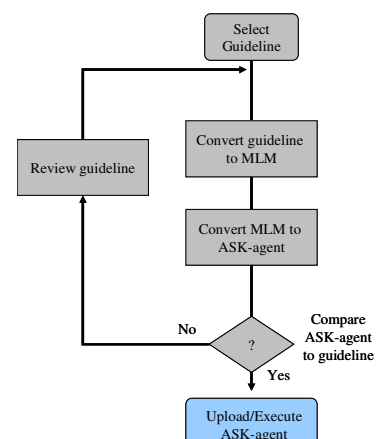 Select
Guideline
Convert guideline
to MLM
Review guideline
Convert MLM to
ASK-agent
No
?
Compare
ASK-agent
to guideline
Yes
Upload/Execute
ASK-agent